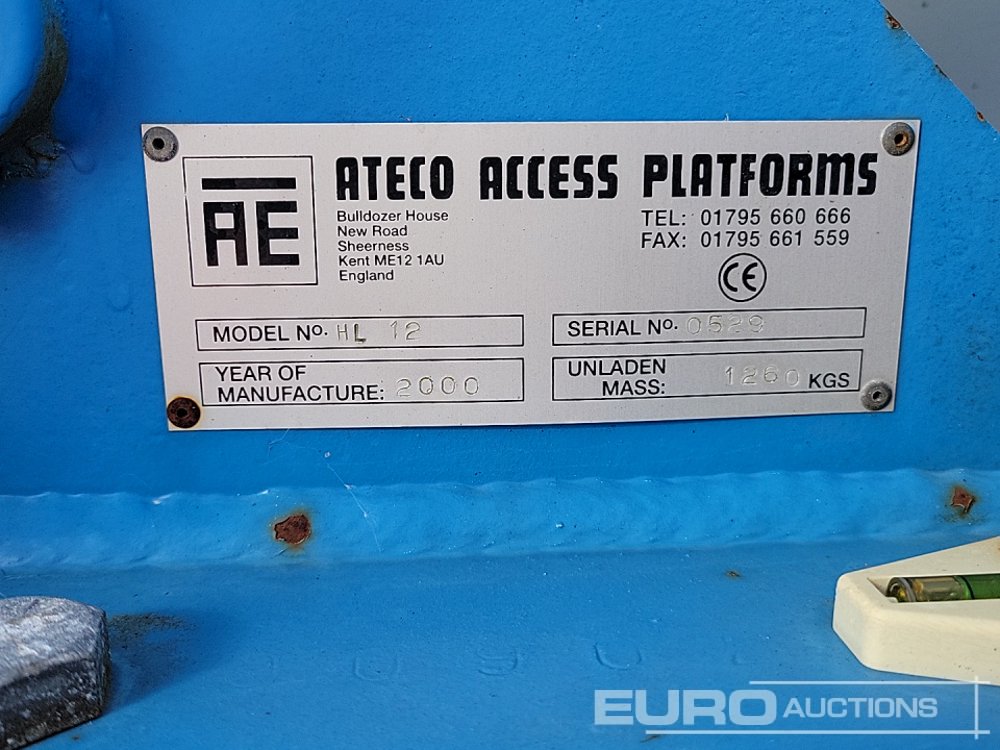 AE
ATECO ACCESS PLATFORMS
Bulldozer House
New Road
Sheerness
Kent ME12 1AU
England
TEL: 01795 660 666
FAX: 01795 661 559
CE
MODEL No. HL 12
SERIAL No. 0529
YEAR OF
MANUFACTURE: 2000
UNLADEN
MASS: 1260 KGS
EURO AUCTIONS